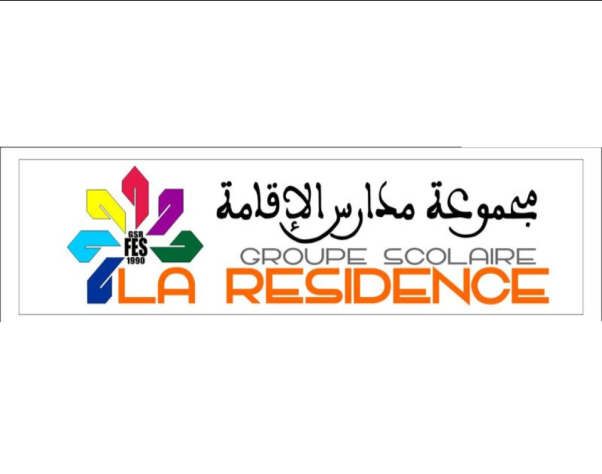 مجموعة مدارس الإقامة
GROUPE SCOLAIRE
LA RESIDENCE
GSR
FES
1990